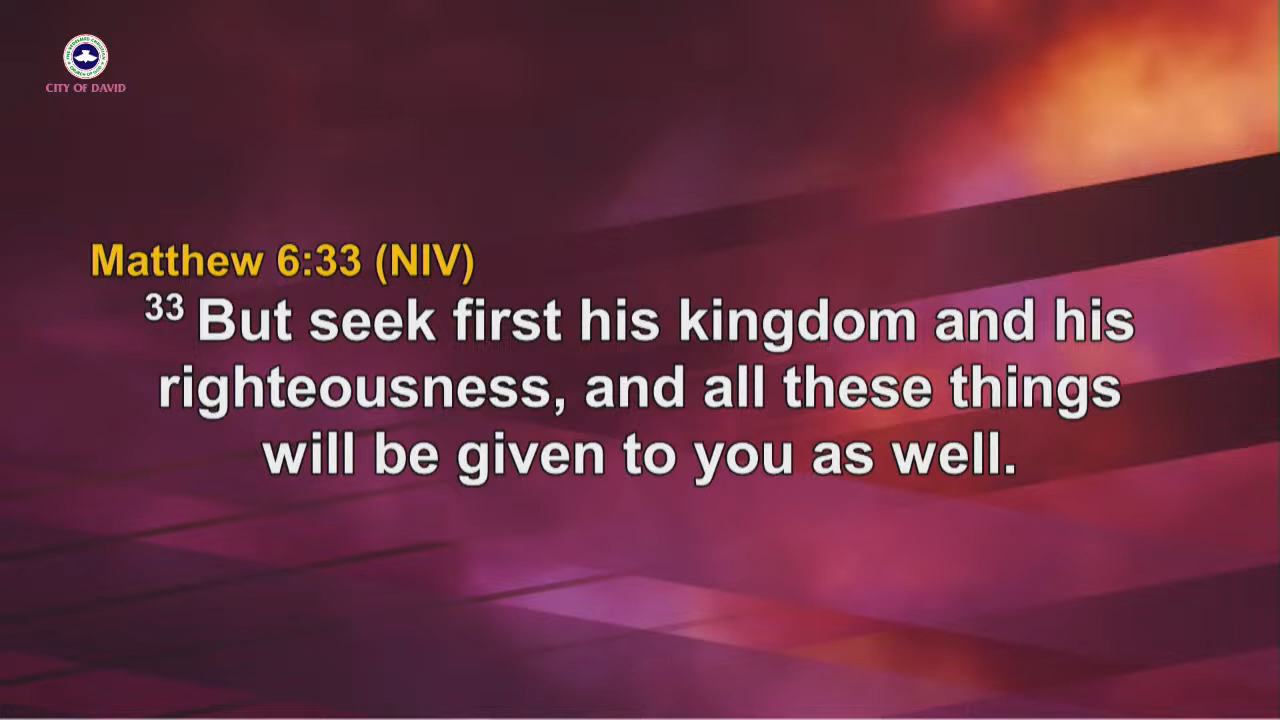 CITY OF DAVID
Matthew 6:33 (NIV)
33 But seek first his kingdom and his
righteousness, and all these things
will be given to you as well.